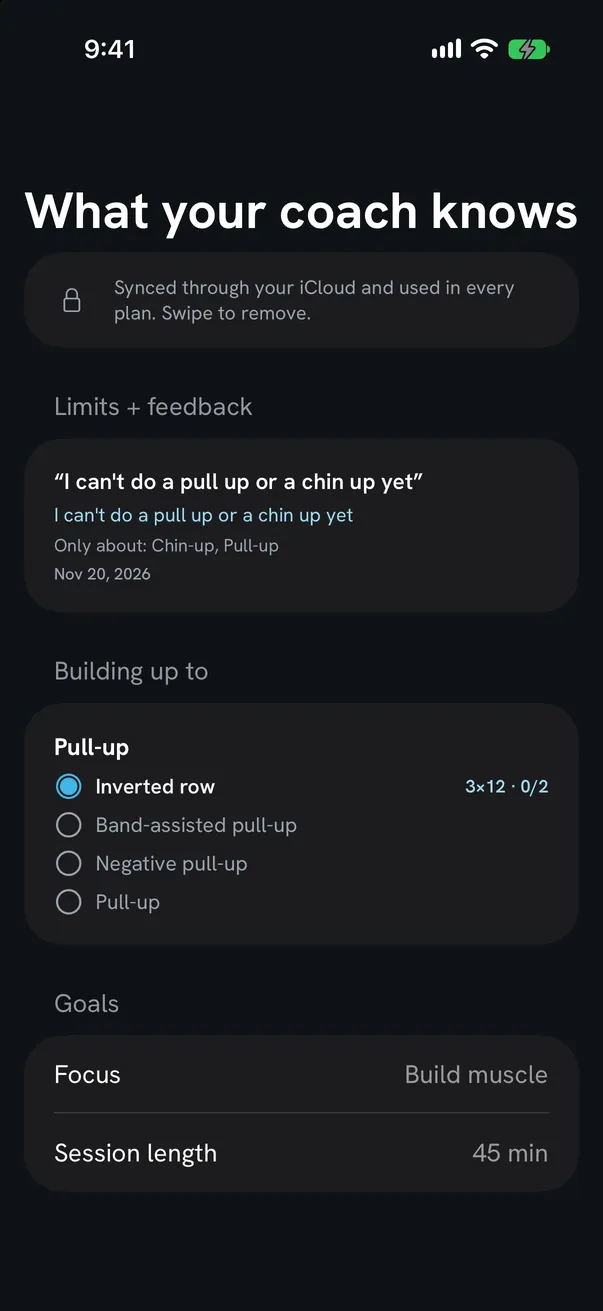 9:41
What your coach knows
Synced through your iCloud and used in every
plan. Swipe to remove.
Limits + feedback
“I can't do a pull up or a chin up yet”
I can't do a pull up or a chin up yet
Only about: Chin-up, Pull-up
Nov 20, 2026
Building up to
Pull-up
Inverted row 3×12 · 0/2
Band-assisted pull-up
Negative pull-up
Pull-up
Goals
Focus Build muscle
Session length 45 min